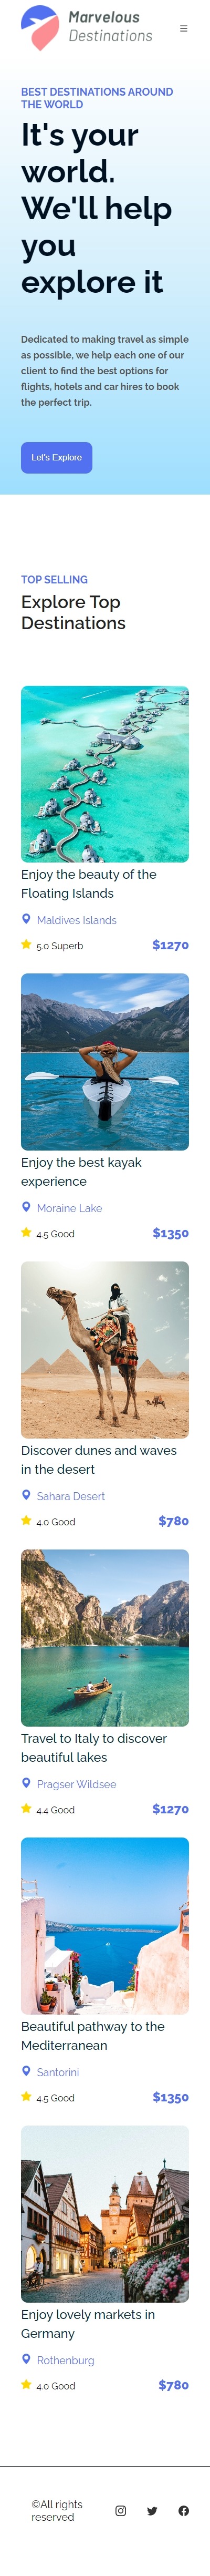 Marvelous
Destinations
BEST DESTINATIONS AROUND
THE WORLD
It's your
world.
We'll help
you
explore it
Dedicated to making travel as simple
as possible, we help each one of our
client to find the best options for
flights, hotels and car hires to book
the perfect trip.
Let's Explore
TOP SELLING
Explore Top
Destinations
Enjoy the beauty of the
Floating Islands
Maldives Islands
5.0 Superb $1270
Enjoy the best kayak
experience
Moraine Lake
4.5 Good $1350
Discover dunes and waves
in the desert
Sahara Desert
4.0 Good $780
Travel to Italy to discover
beautiful lakes
Pragser Wildsee
4.4 Good $1270
Beautiful pathway to the
Mediterranean
Santorini
4.5 Good $1350
Enjoy lovely markets in
Germany
Rothenburg
4.0 Good $780
©All rights
reserved